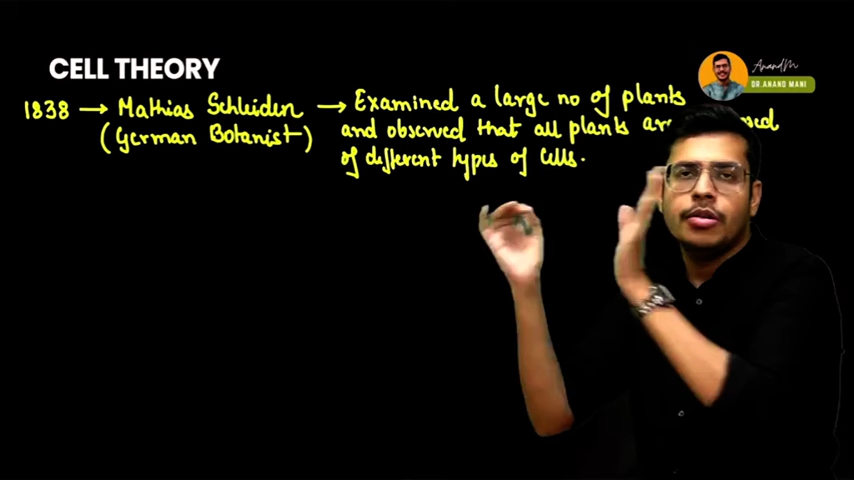 CELL THEORY
AnandM
DR.ANAND MANI
1838 → Mathias Schleiden → Examined a large no of plants
(German Botanist) and observed that all plants are
of different types of cells.